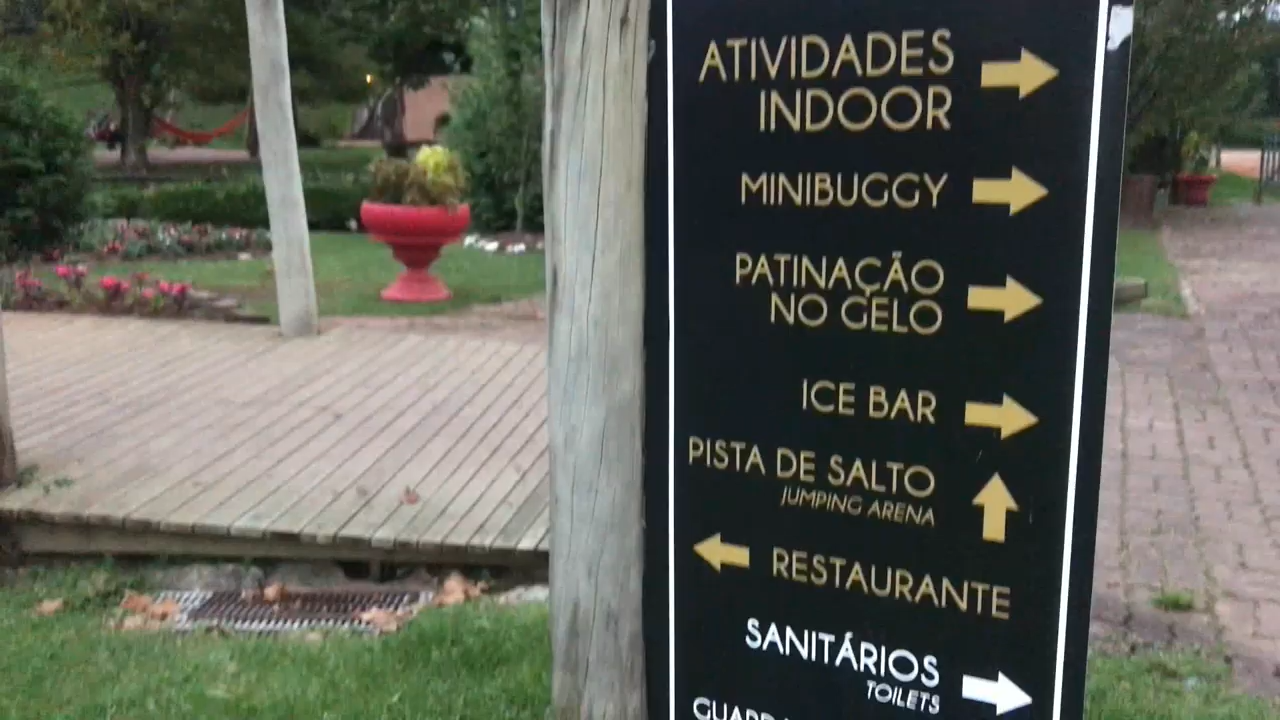 ATIVIDADES
INDOOR
MINIBUGGY
PATINAÇÃO
NO GELO
ICE BAR
PISTA DE SALTO
JUMPING ARENA
RESTAURANTE
SANITÁRIOS
TOILETS